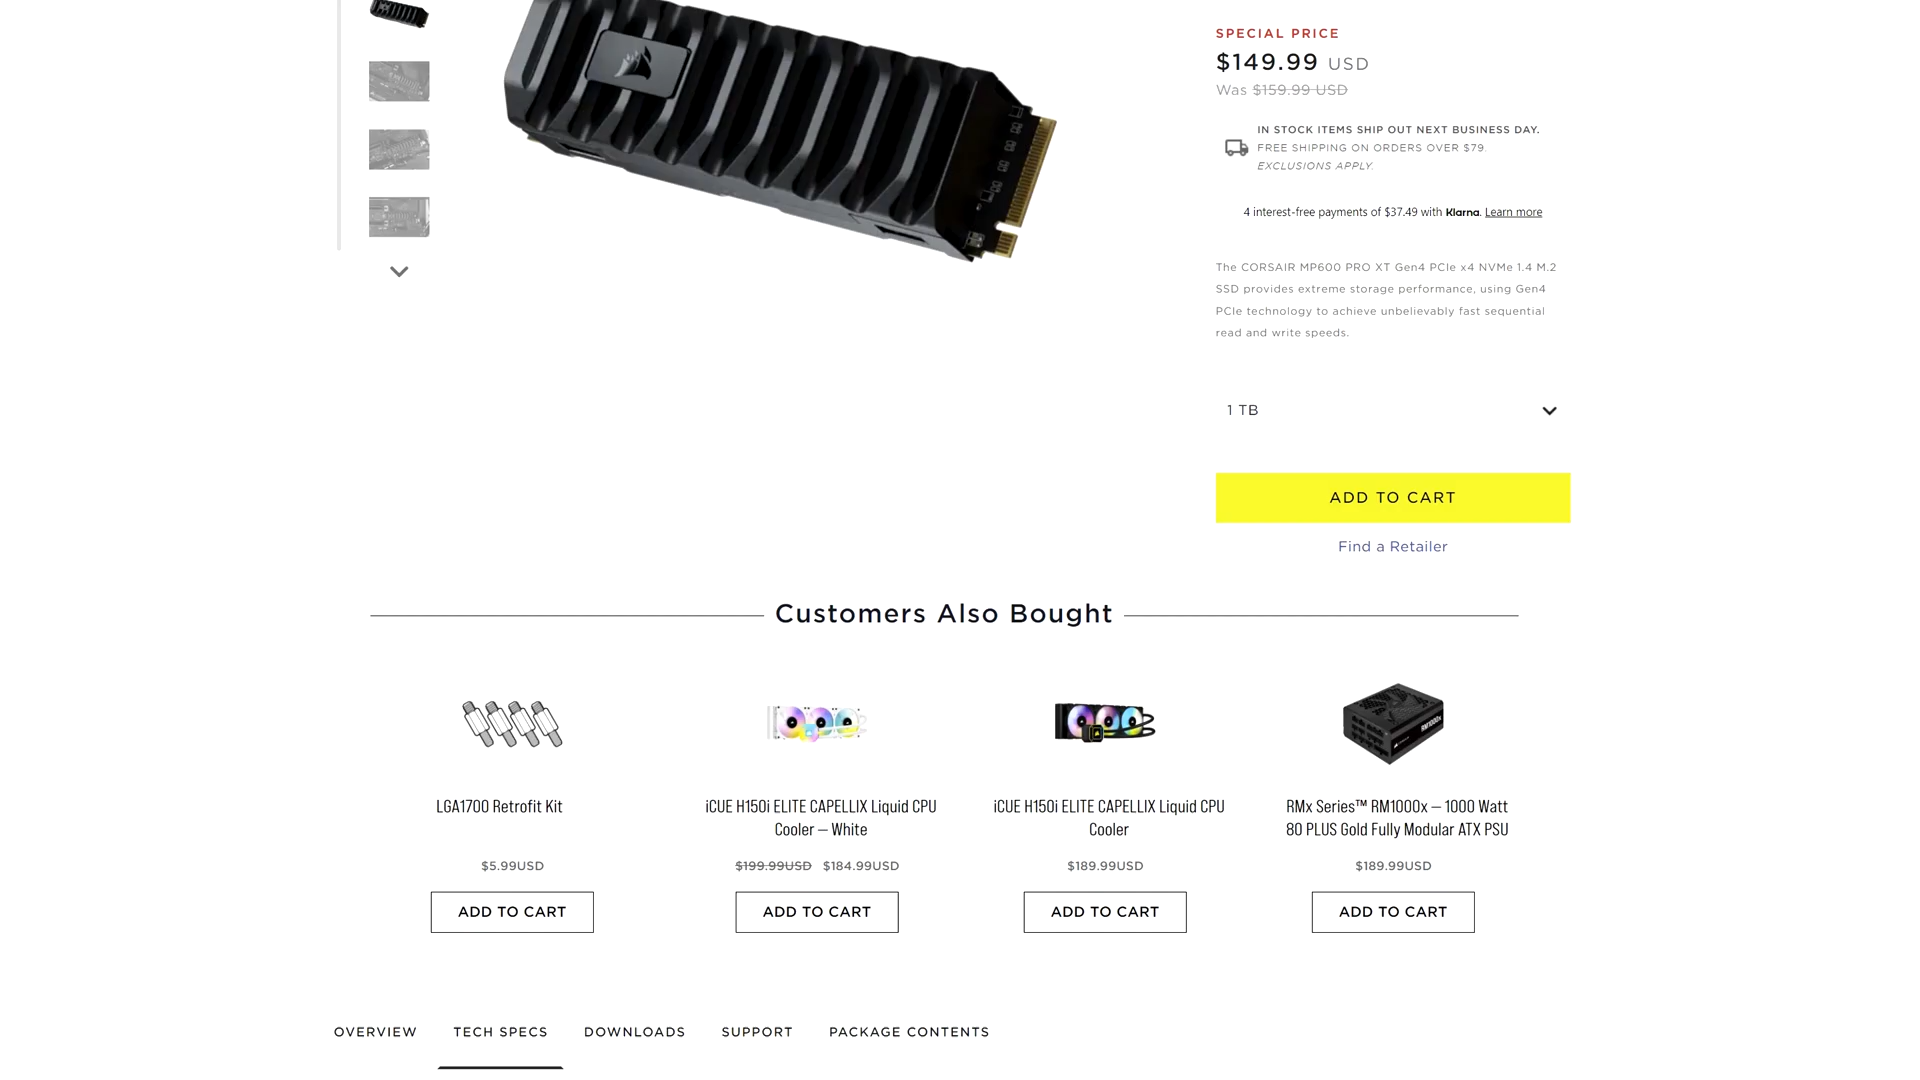 SPECIAL PRICE
$149.99 USD
Was $159.99 USD
IN STOCK ITEMS SHIP OUT NEXT BUSINESS DAY.
FREE SHIPPING ON ORDERS OVER $79.
EXCLUSIONS APPLY.
4 interest-free payments of $37.49 with Klarna. Learn more
The CORSAIR MP600 PRO XT Gen4 PCIe x4 NVMe 1.4 M.2
SSD provides extreme storage performance, using Gen4
PCIe technology to achieve unbelievably fast sequential
read and write speeds.
1 TB
ADD TO CART
Find a Retailer
Customers Also Bought
RM1000x
LGA1700 Retrofit Kit
$5.99USD
ADD TO CART
iCUE H150i ELITE CAPELLIX Liquid CPU
Cooler – White
$199.99USD $184.99USD
ADD TO CART
iCUE H150i ELITE CAPELLIX Liquid CPU
Cooler
$189.99USD
ADD TO CART
RMx Series™ RM1000x – 1000 Watt
80 PLUS Gold Fully Modular ATX PSU
$189.99USD
ADD TO CART
OVERVIEW TECH SPECS DOWNLOADS SUPPORT PACKAGE CONTENTS